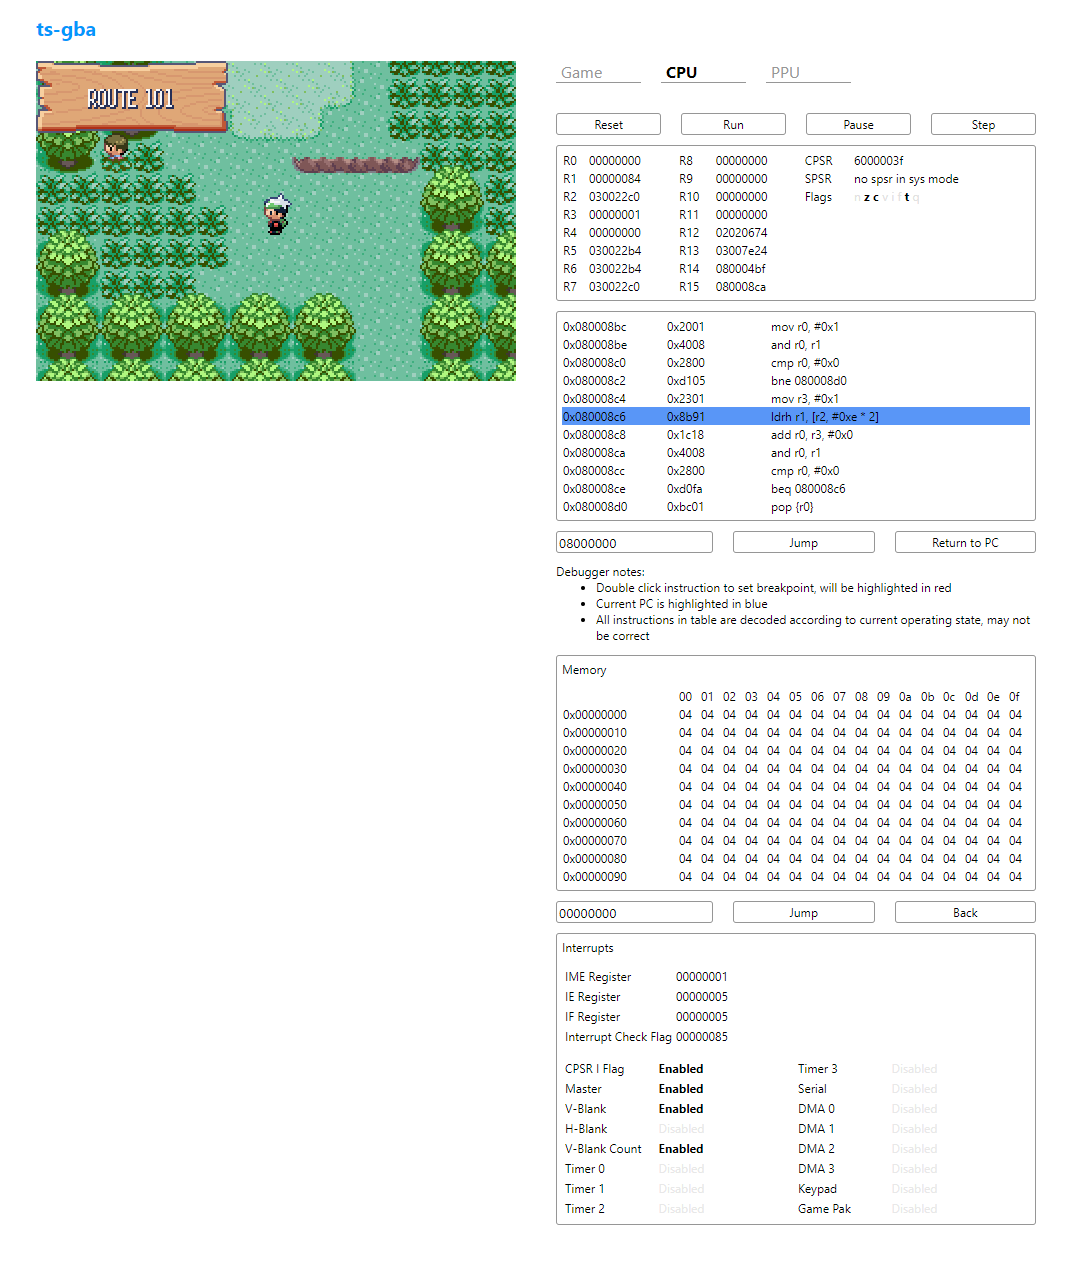 ts-gba
ROUTE 101
Game CPU PPU
Reset Run Pause Step
R0 00000000 R8 00000000 CPSR 6000003f
R1 00000084 R9 00000000 SPSR no spsr in sys mode
R2 030022c0 R10 00000000 Flags n z c v i f t q
R3 00000001 R11 00000000
R4 00000000 R12 02020674
R5 030022b4 R13 03007e24
R6 030022b4 R14 080004bf
R7 030022c0 R15 080008ca
0x080008bc 0x2001 mov r0, #0x1
0x080008be 0x4008 and r0, r1
0x080008c0 0x2800 cmp r0, #0x0
0x080008c2 0xd105 bne 080008d0
0x080008c4 0x2301 mov r3, #0x1
0x080008c6 0x8b91 ldrh r1, [r2, #0xe * 2]
0x080008c8 0x1c18 add r0, r3, #0x0
0x080008ca 0x4008 and r0, r1
0x080008cc 0x2800 cmp r0, #0x0
0x080008ce 0xd0fa beq 080008c6
0x080008d0 0xbc01 pop {r0}
08000000 Jump Return to PC
Debugger notes:
• Double click instruction to set breakpoint, will be highlighted in red
• Current PC is highlighted in blue
• All instructions in table are decoded according to current operating state, may not
be correct
Memory
00 01 02 03 04 05 06 07 08 09 0a 0b 0c 0d 0e 0f
0x00000000 04 04 04 04 04 04 04 04 04 04 04 04 04 04 04 04
0x00000010 04 04 04 04 04 04 04 04 04 04 04 04 04 04 04 04
0x00000020 04 04 04 04 04 04 04 04 04 04 04 04 04 04 04 04
0x00000030 04 04 04 04 04 04 04 04 04 04 04 04 04 04 04 04
0x00000040 04 04 04 04 04 04 04 04 04 04 04 04 04 04 04 04
0x00000050 04 04 04 04 04 04 04 04 04 04 04 04 04 04 04 04
0x00000060 04 04 04 04 04 04 04 04 04 04 04 04 04 04 04 04
0x00000070 04 04 04 04 04 04 04 04 04 04 04 04 04 04 04 04
0x00000080 04 04 04 04 04 04 04 04 04 04 04 04 04 04 04 04
0x00000090 04 04 04 04 04 04 04 04 04 04 04 04 04 04 04 04
00000000 Jump Back
Interrupts
IME Register 00000001
IE Register 00000005
IF Register 00000005
Interrupt Check Flag 00000085
CPSR I Flag Enabled Timer 3 Disabled
Master Enabled Serial Disabled
V-Blank Enabled DMA 0 Disabled
H-Blank Disabled DMA 1 Disabled
V-Blank Count Enabled DMA 2 Disabled
Timer 0 Disabled DMA 3 Disabled
Timer 1 Disabled Keypad Disabled
Timer 2 Disabled Game Pak Disabled